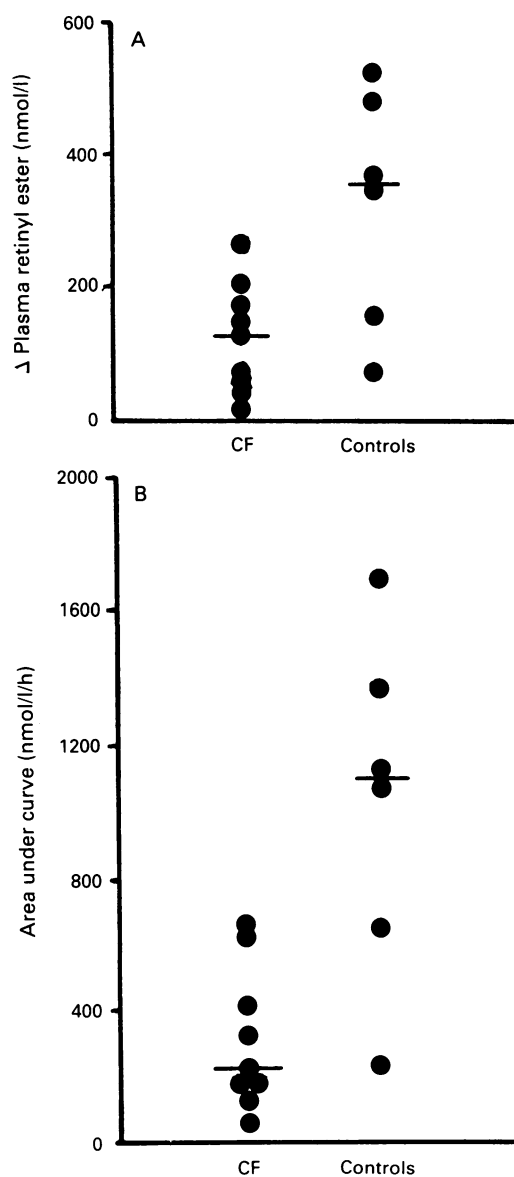 A
Δ Plasma retinyl ester (nmol/l)
600
400
200
0
CF Controls
B
Area under curve (nmol/l/h)
2000
1600
1200
800
400
0
CF Controls